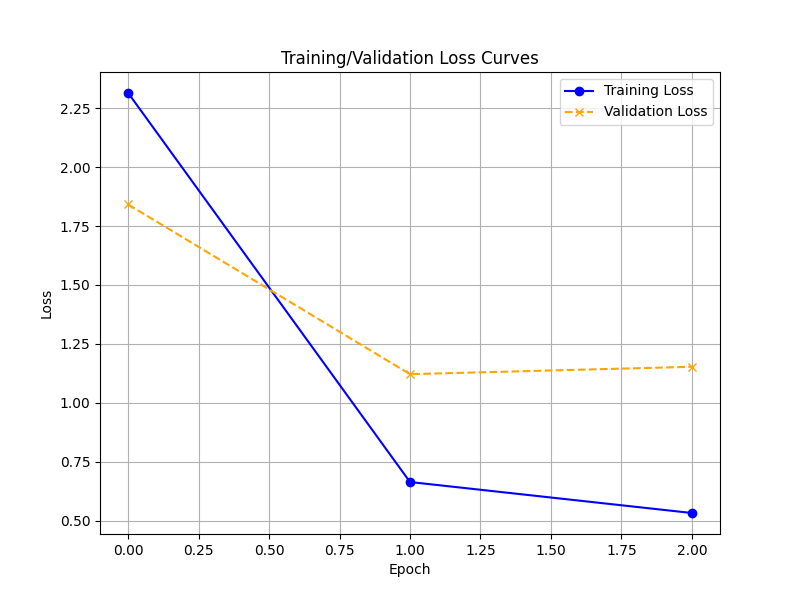 Training/Validation Loss Curves
Training Loss
Validation Loss
2.25
2.00
1.75
1.50
1.25
1.00
0.75
0.50
Loss
0.00 0.25 0.50 0.75 1.00 1.25 1.50 1.75 2.00
Epoch